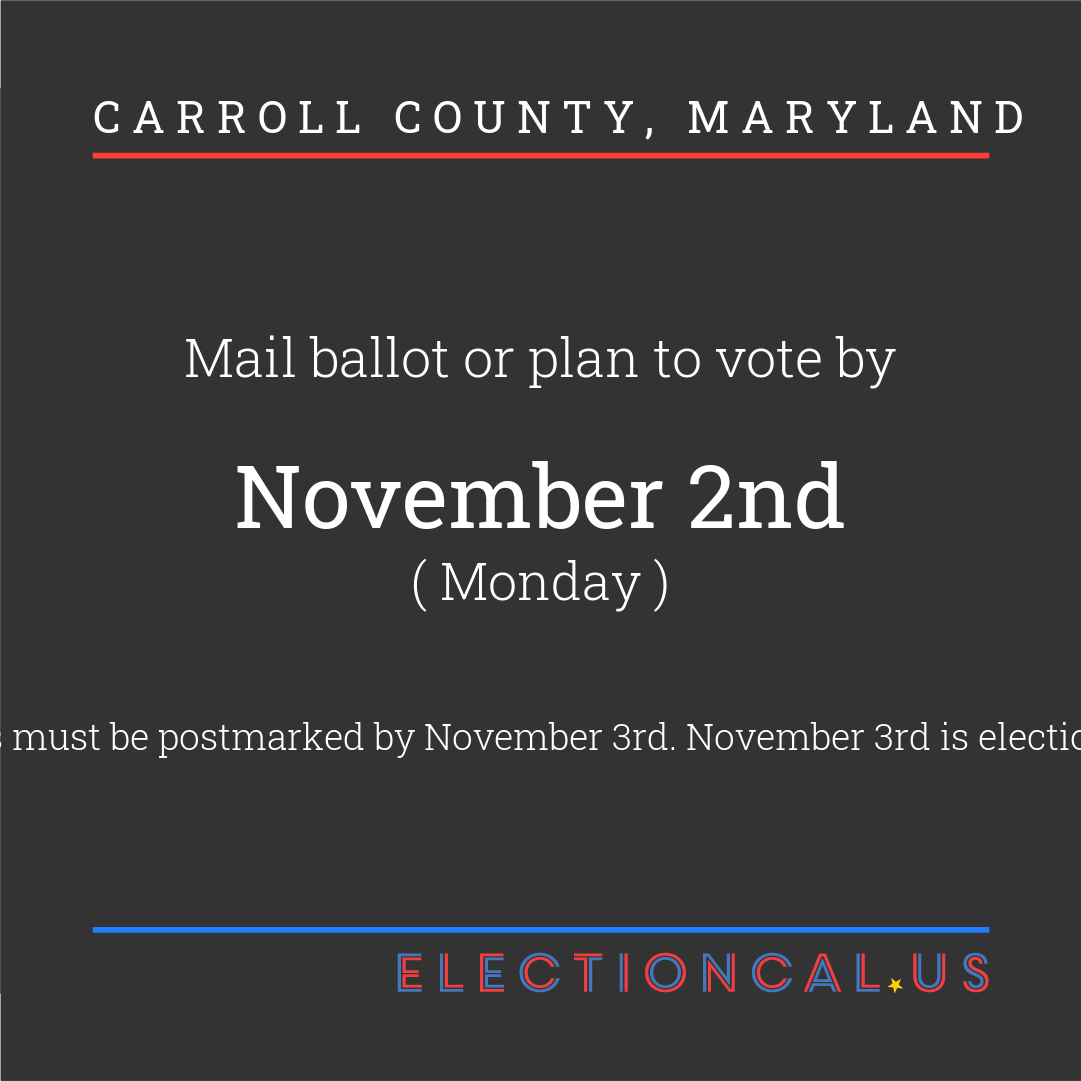 CARROLL COUNTY, MARYLAND
Mail ballot or plan to vote by
November 2nd
( Monday )
must be postmarked by November 3rd. November 3rd is
ELECTIONCAL.US